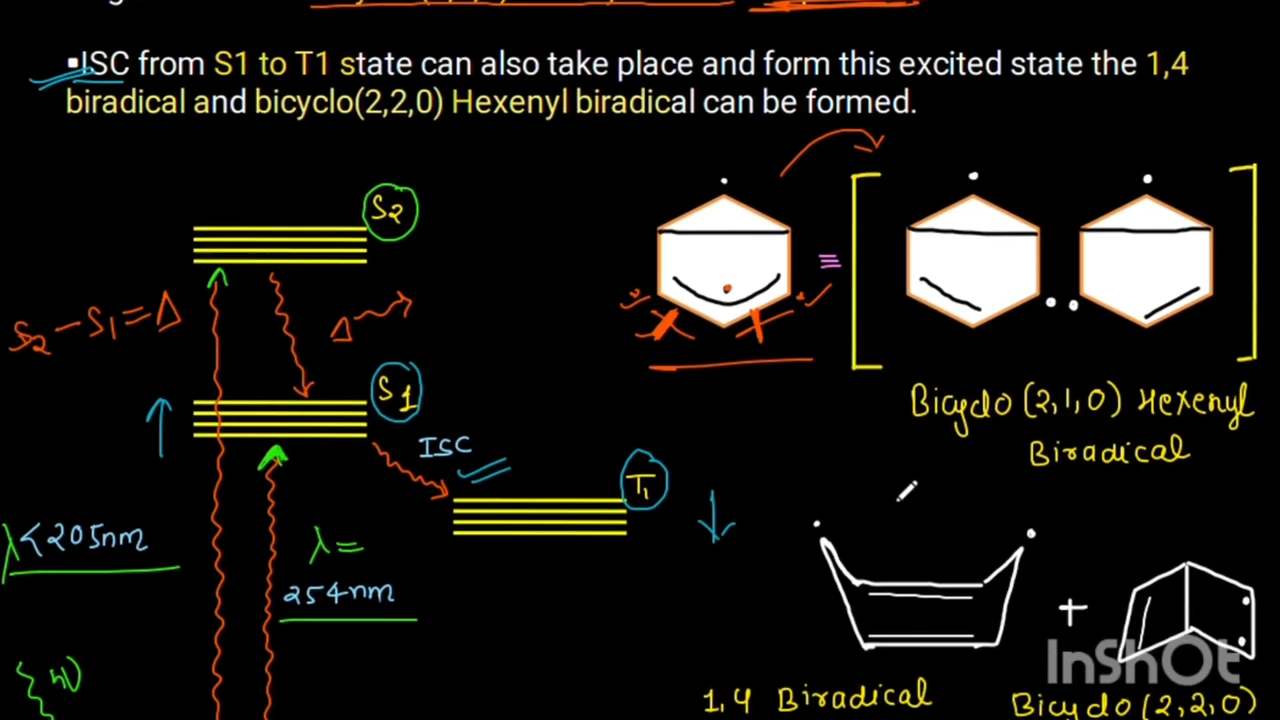 ▪ISC from S1 to T1 state can also take place and form this excited state the 1,4
biradical and bicyclo(2,2,0) Hexenyl biradical can be formed.
S2
S2 - S1 = Δ
Δ
S1
ISC
T1
λ < 205nm
λ =
254nm
≡
Bicyclo (2,1,0) Hexenyl
Biradical
+
InShOt
1,4 Biradical
Bicyclo (2,2,0)